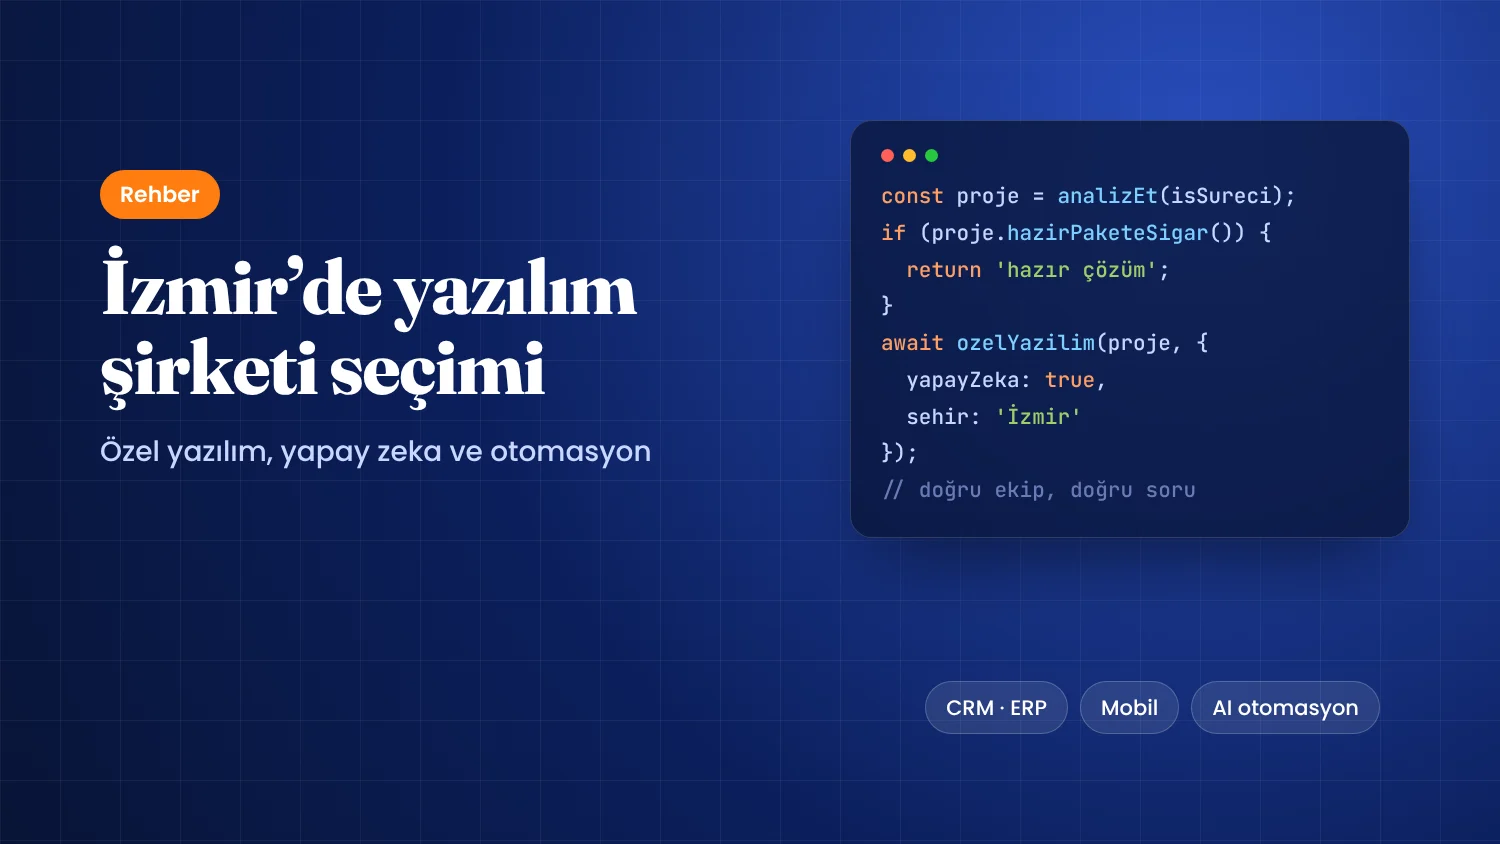 Rehber
İzmir’de yazılım
şirketi seçimi
Özel yazılım, yapay zeka ve otomasyon
const proje = analizEt(isSureci);
if (proje.hazirPaketeSigar()) {
  return 'hazır çözüm';
}
await ozelYazilim(proje, {
  yapayZeka: true,
  sehir: 'İzmir'
});
// doğru ekip, doğru soru
CRM · ERP
Mobil
AI otomasyon